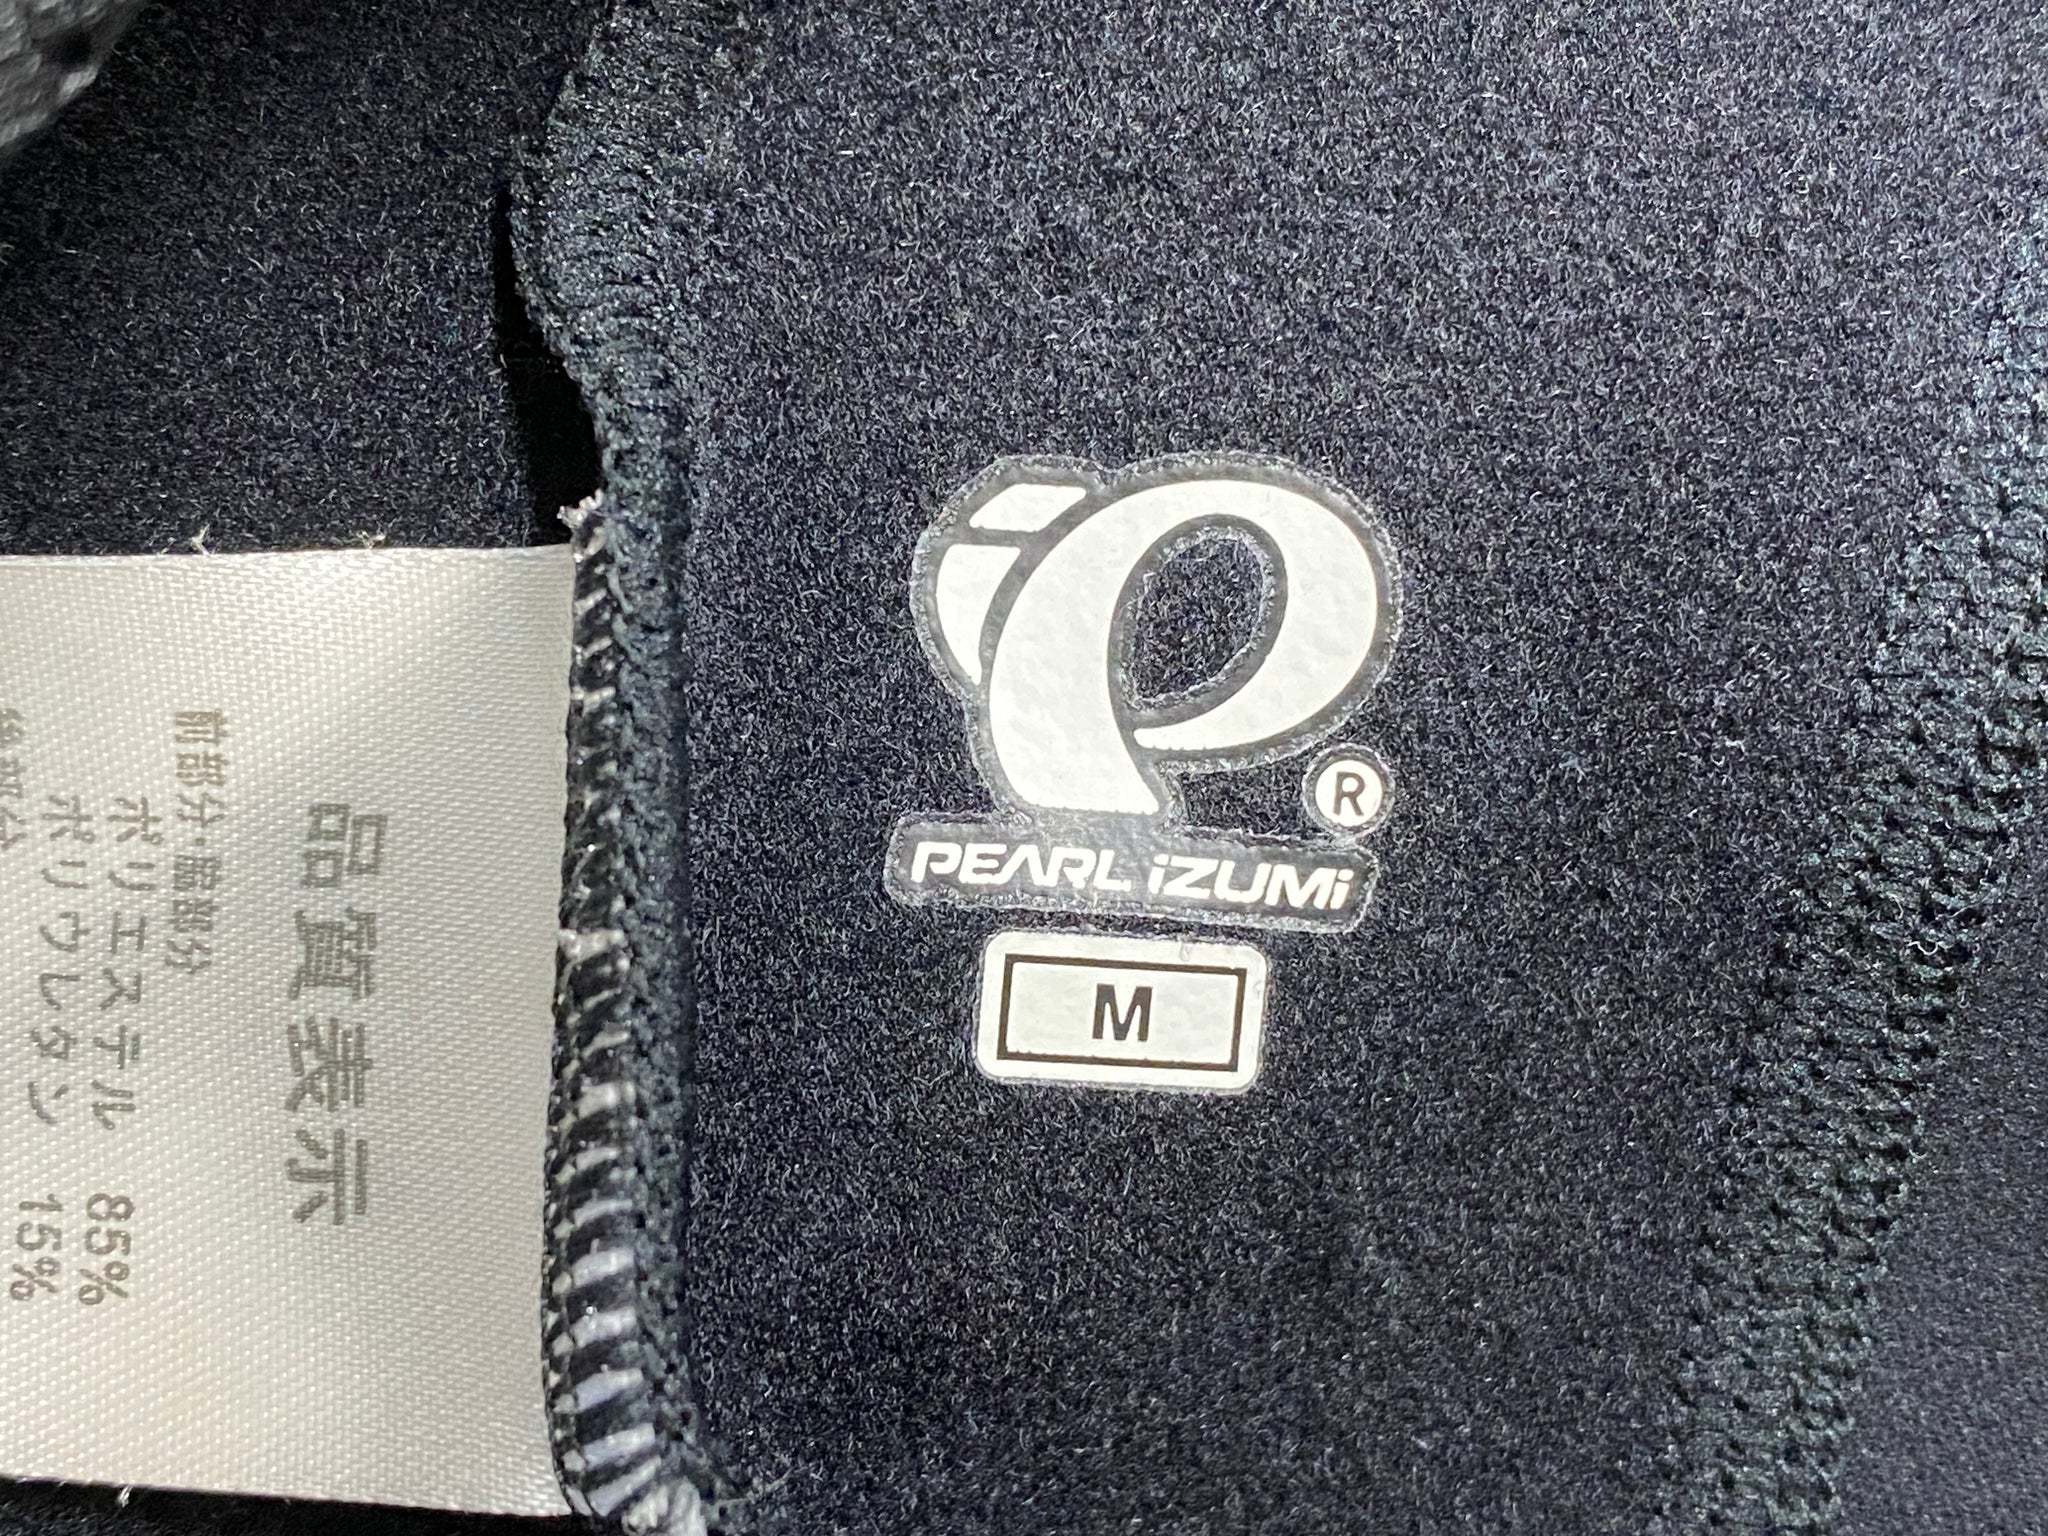 PEARL iZUMi
®
M
品質表示
前部分・脇部分
ポリエステル 85%
ポリウレタン 15%